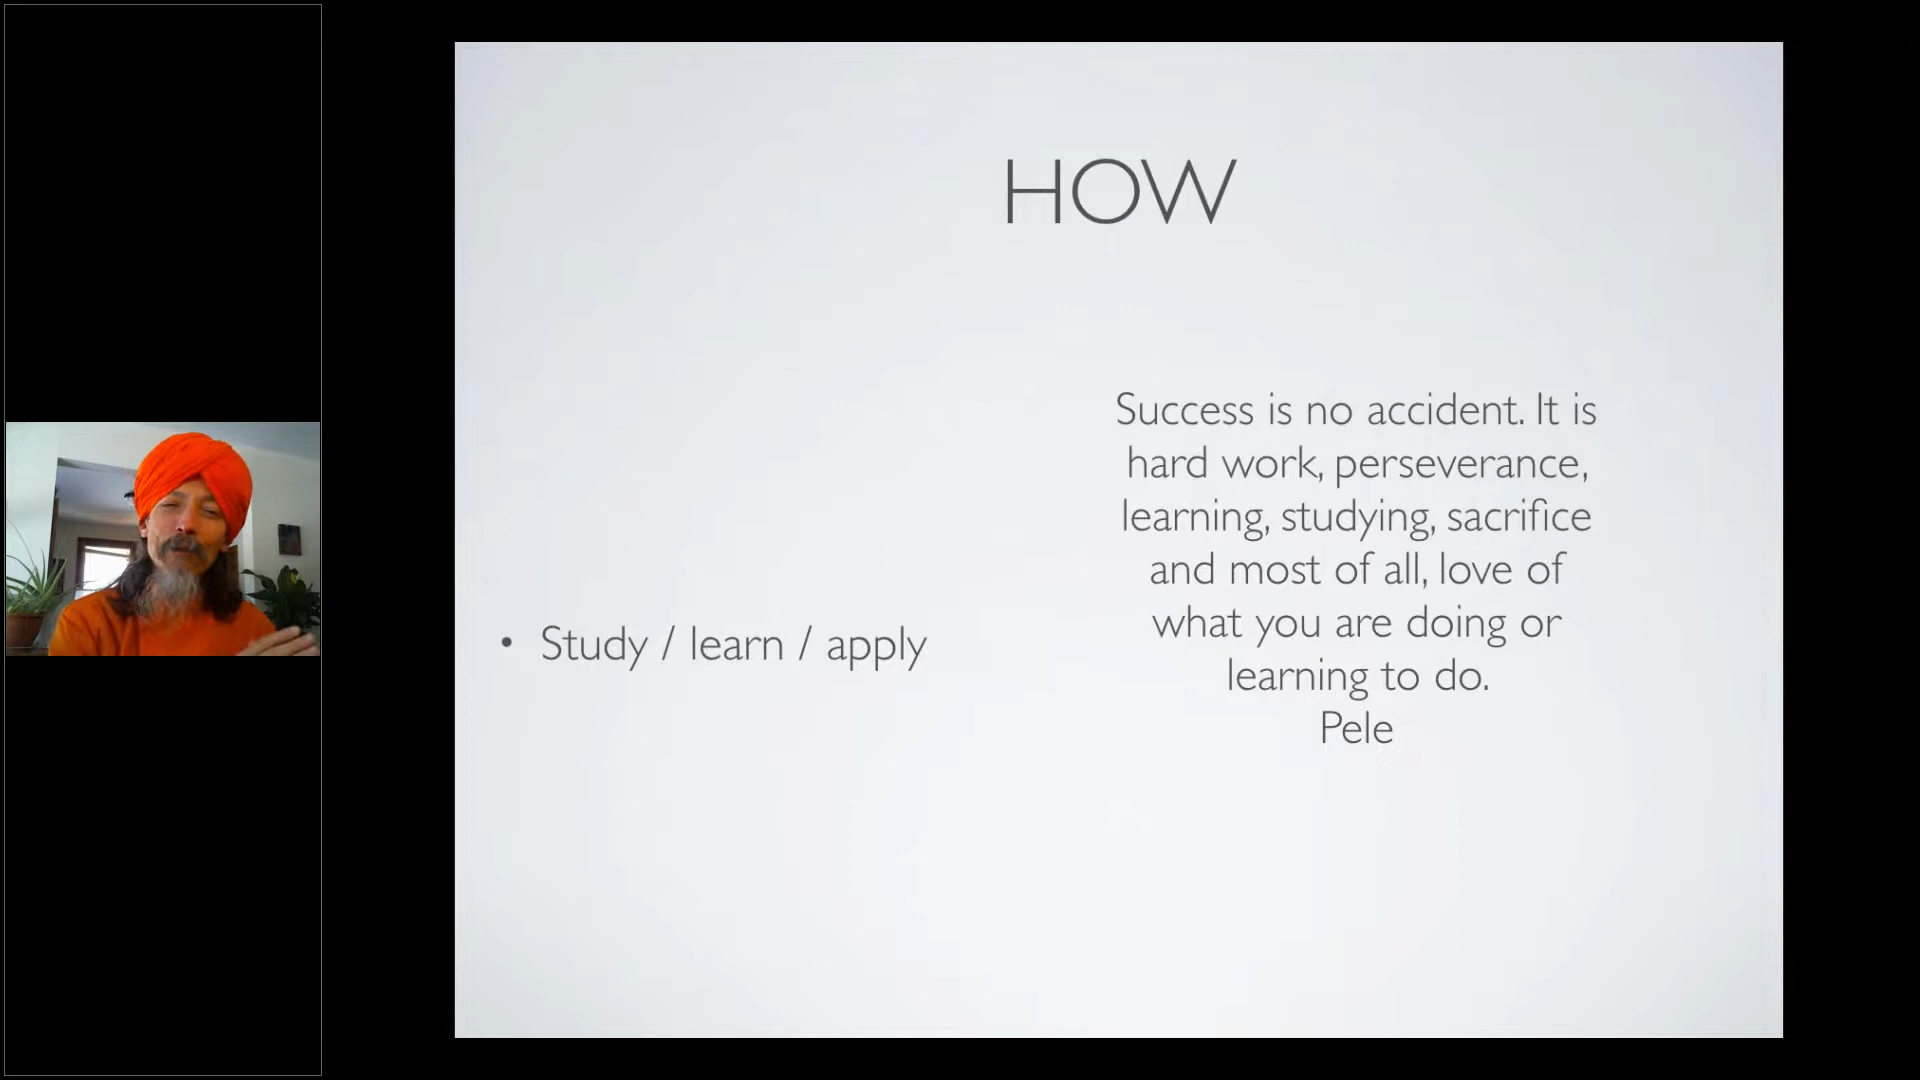 HOW
• Study / learn / apply
Success is no accident. It is
hard work, perseverance,
learning, studying, sacrifice
and most of all, love of
what you are doing or
learning to do.
Pele